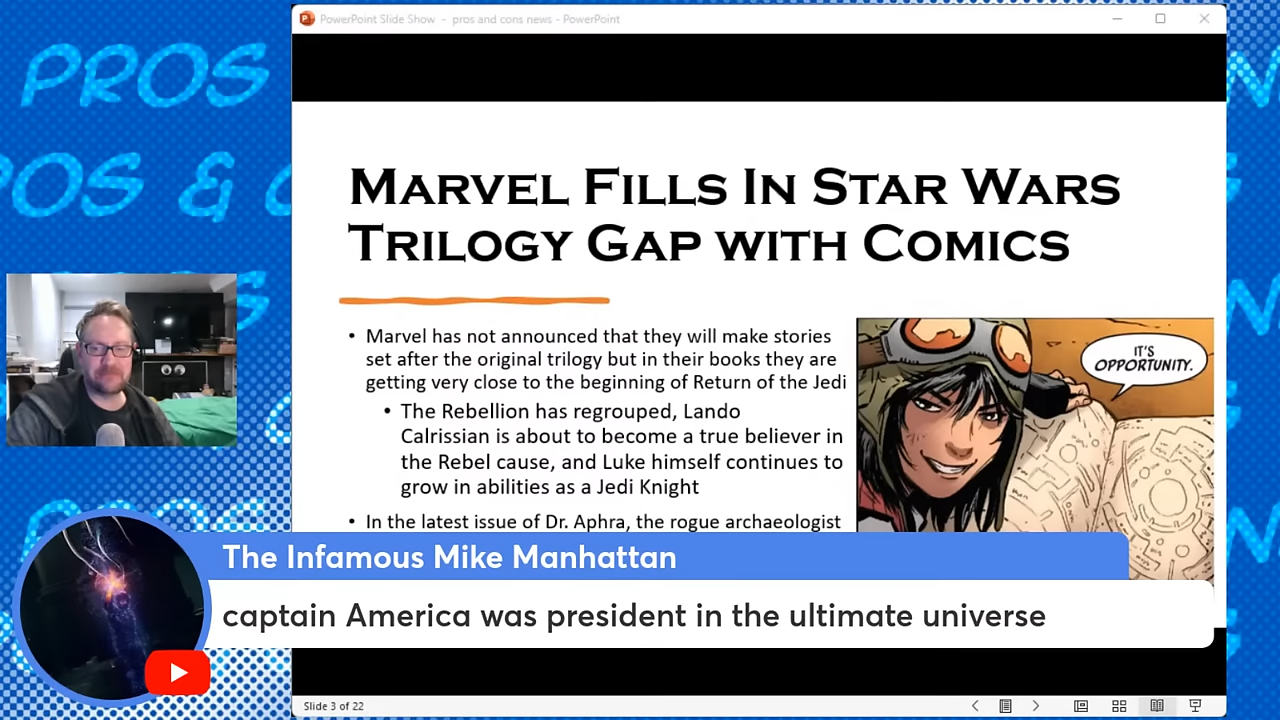 PowerPoint Slide Show - pros and cons news - PowerPoint
PROS
POS & C
MARVEL FILLS IN STAR WARS
TRILOGY GAP WITH COMICS
• Marvel has not announced that they will make stories
set after the original trilogy but in their books they are
getting very close to the beginning of Return of the Jedi
• The Rebellion has regrouped, Lando
Calrissian is about to become a true believer in
the Rebel cause, and Luke himself continues to
grow in abilities as a Jedi Knight
• In the latest issue of Dr. Aphra, the rogue archaeologist
IT'S
OPPORTUNITY.
The Infamous Mike Manhattan
captain America was president in the ultimate universe
Slide 3 of 22